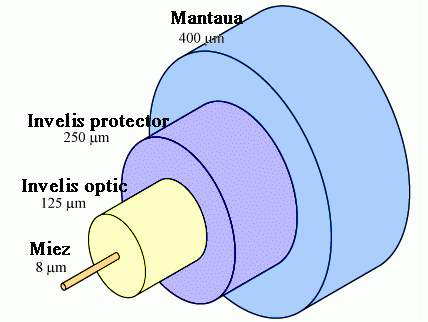 Mantaua
400 µm
Invelis protector
250 µm
Invelis optic
125 µm
Miez
8 µm